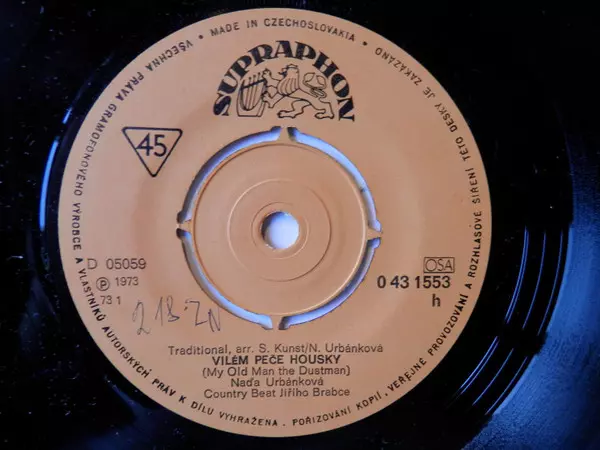 VŠECHNA PRÁVA GRAMOFONOVÉHO VÝROBCE A VLASTNÍKŮ AUTORSKÝCH PRÁV K DÍLU VYHRAŽENA. POŘIZOVÁNÍ KOPIÍ, VEŘEJNÉ PROVOZOVÁNÍ A ROZHLASOVÉ ŠÍŘENÍ TÉTO DESKY JE ZAKÁZÁNO
• MADE IN CZECHOSLOVAKIA •
SUPRAPHON
45
D 05059
Ⓟ 1973
73 1
OSA
0 43 1553
h
Traditional, arr. S. Kunst/N. Urbánková
VILÉM PEČE HOUSKY
(My Old Man the Dustman)
Naďa Urbánková
Country Beat Jiřího Brabce